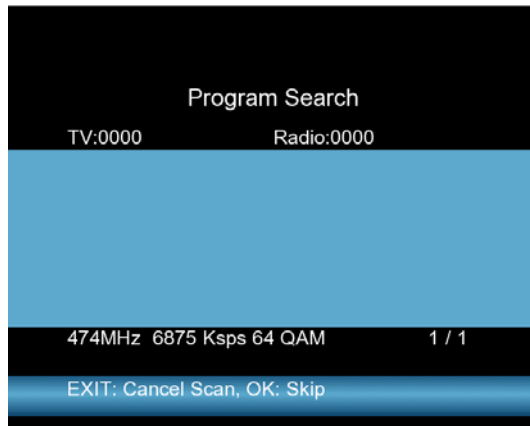 Program Search
TV:0000 Radio:0000
474MHz 6875 Ksps 64 QAM 1 / 1
EXIT: Cancel Scan, OK: Skip